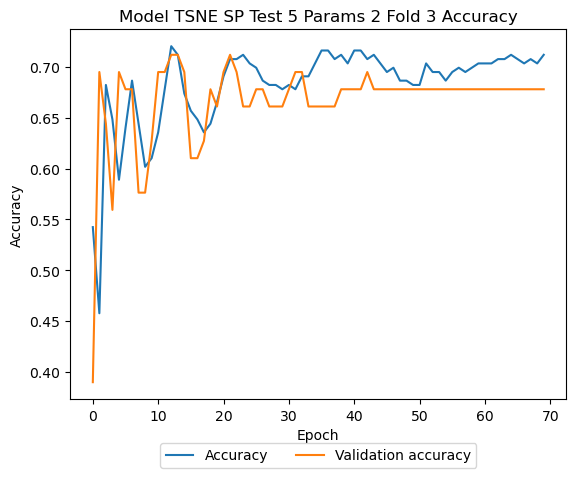 Model TSNE SP Test 5 Params 2 Fold 3 Accuracy
0.70
0.65
0.60
0.55
0.50
0.45
0.40
Accuracy
0 10 20 30 40 50 60 70
Epoch
Accuracy Validation accuracy